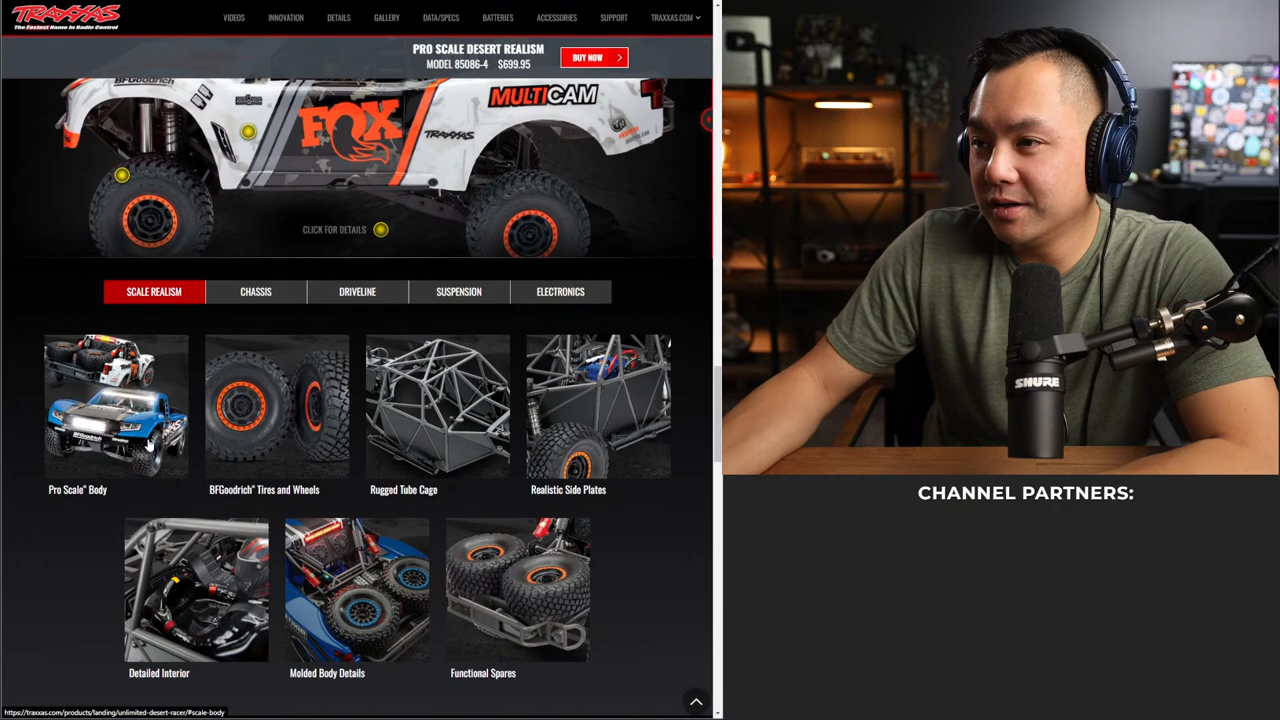 TRAXXAS
The Fastest Name in Radio Control
VIDEOS INNOVATION DETAILS GALLERY DATA/SPECS BATTERIES ACCESSORIES SUPPORT TRAXXAS.COM
PRO SCALE DESERT REALISM
MODEL 85086-4 $699.95
BUY NOW
BFGoodrich
FOX
MULTICAM
TRAXXAS
CLICK FOR DETAILS
SCALE REALISM CHASSIS DRIVELINE SUSPENSION ELECTRONICS
Pro Scale® Body
BFGoodrich® Tires and Wheels
Rugged Tube Cage
Realistic Side Plates
Detailed Interior
Molded Body Details
Functional Spares
https://traxxas.com/products/landing/unlimited-desert-racer/#scale-body
SHURE
CHANNEL PARTNERS: